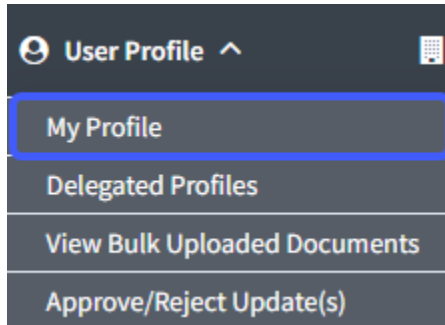 User Profile
My Profile
Delegated Profiles
View Bulk Uploaded Documents
Approve/Reject Update(s)